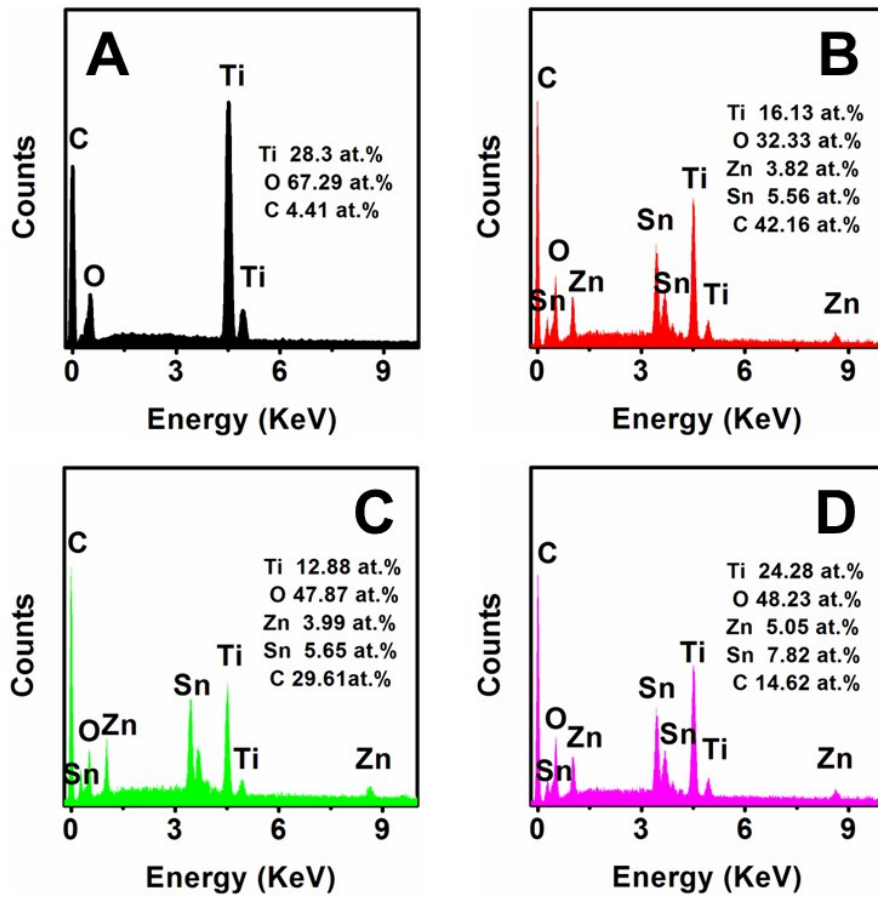 A
Counts
C
O
Ti
Ti
Ti 28.3 at.%
O 67.29 at.%
C 4.41 at.%
0 3 6 9
Energy (KeV)
B
Counts
C
Sn
O
Zn
Sn
Sn
Ti
Ti
Zn
Ti 16.13 at.%
O 32.33 at.%
Zn 3.82 at.%
Sn 5.56 at.%
C 42.16 at.%
0 3 6 9
Energy (KeV)
C
Counts
C
Sn
O
Zn
Sn
Ti
Ti
Zn
Ti 12.88 at.%
O 47.87 at.%
Zn 3.99 at.%
Sn 5.65 at.%
C 29.61at.%
0 3 6 9
Energy (KeV)
D
Counts
C
Sn
O
Zn
Sn
Sn
Ti
Ti
Zn
Ti 24.28 at.%
O 48.23 at.%
Zn 5.05 at.%
Sn 7.82 at.%
C 14.62 at.%
0 3 6 9
Energy (KeV)